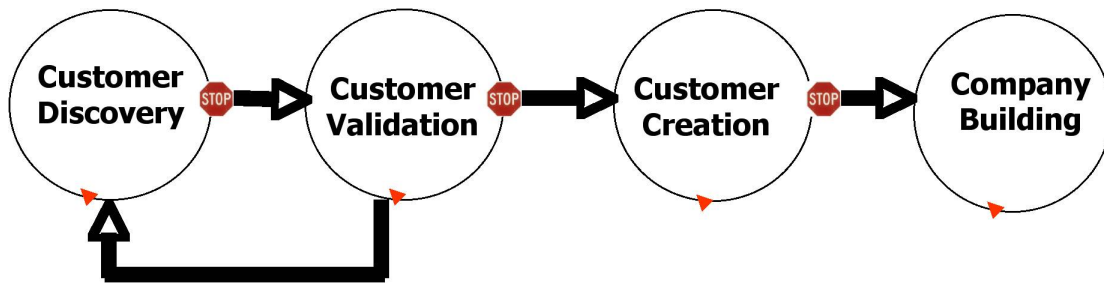 Customer
Discovery
STOP
Customer
Validation
STOP
Customer
Creation
STOP
Company
Building